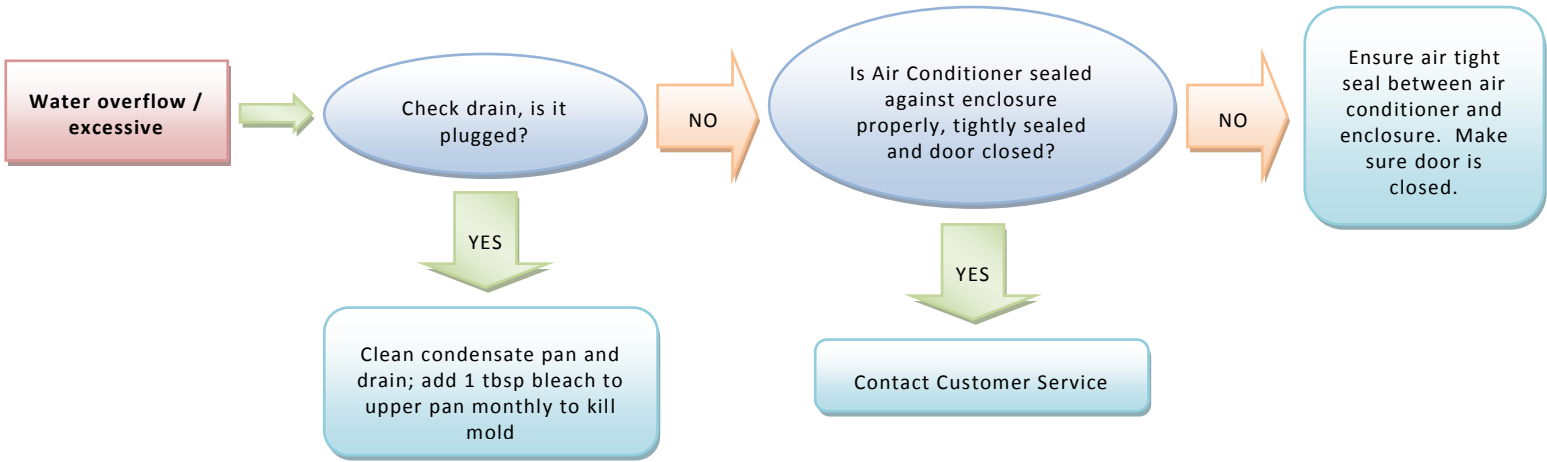 Water overflow /
excessive
Check drain, is it
plugged?
NO
Is Air Conditioner sealed
against enclosure
properly, tightly sealed
and door closed?
NO
Ensure air tight
seal between air
conditioner and
enclosure.  Make
sure door is
closed.
YES
Clean condensate pan and
drain; add 1 tbsp bleach to
upper pan monthly to kill
mold
YES
Contact Customer Service